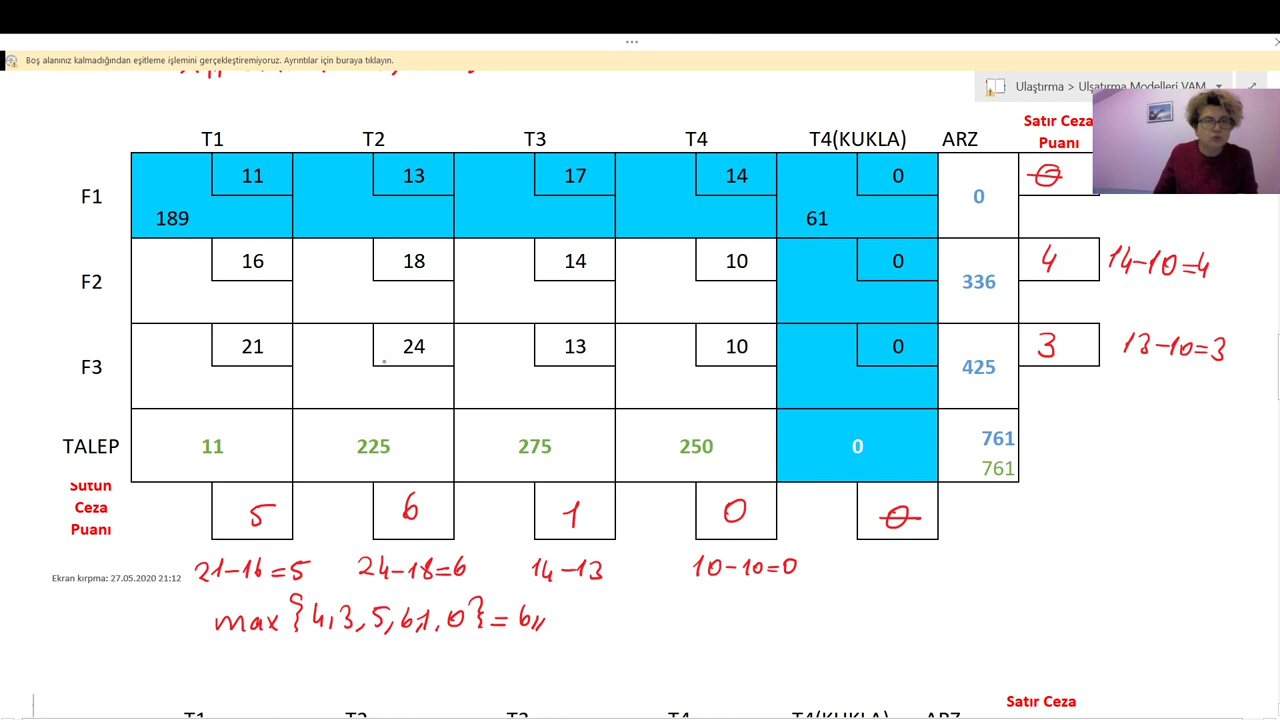 Boş alanınız kalmadığından eşitleme işlemini gerçekleştiremiyoruz. Ayrıntılar için buraya tıklayın.
Ulaştırma > Ulşatırma Modelleri VAM
Satır Ceza
Puanı
T1 T2 T3 T4 T4(KUKLA) ARZ
11 13 17 14 0 0
F1 0
189 61
16 18 14 10 0 4 14-10=4
F2 336
21 24 13 10 0 3 13-10=3
F3 425
TALEP 11 225 275 250 0 761
761
Sütun
Ceza
Puanı
5 6 1 0 0
21-16=5 24-18=6 14-13 10-10=0
Ekran kırpma: 27.05.2020 21:12
max{4,3,5,6,1,0}=6,,
Satır Ceza
T1 T2 T3 T4 T4(KUKLA) ARZ